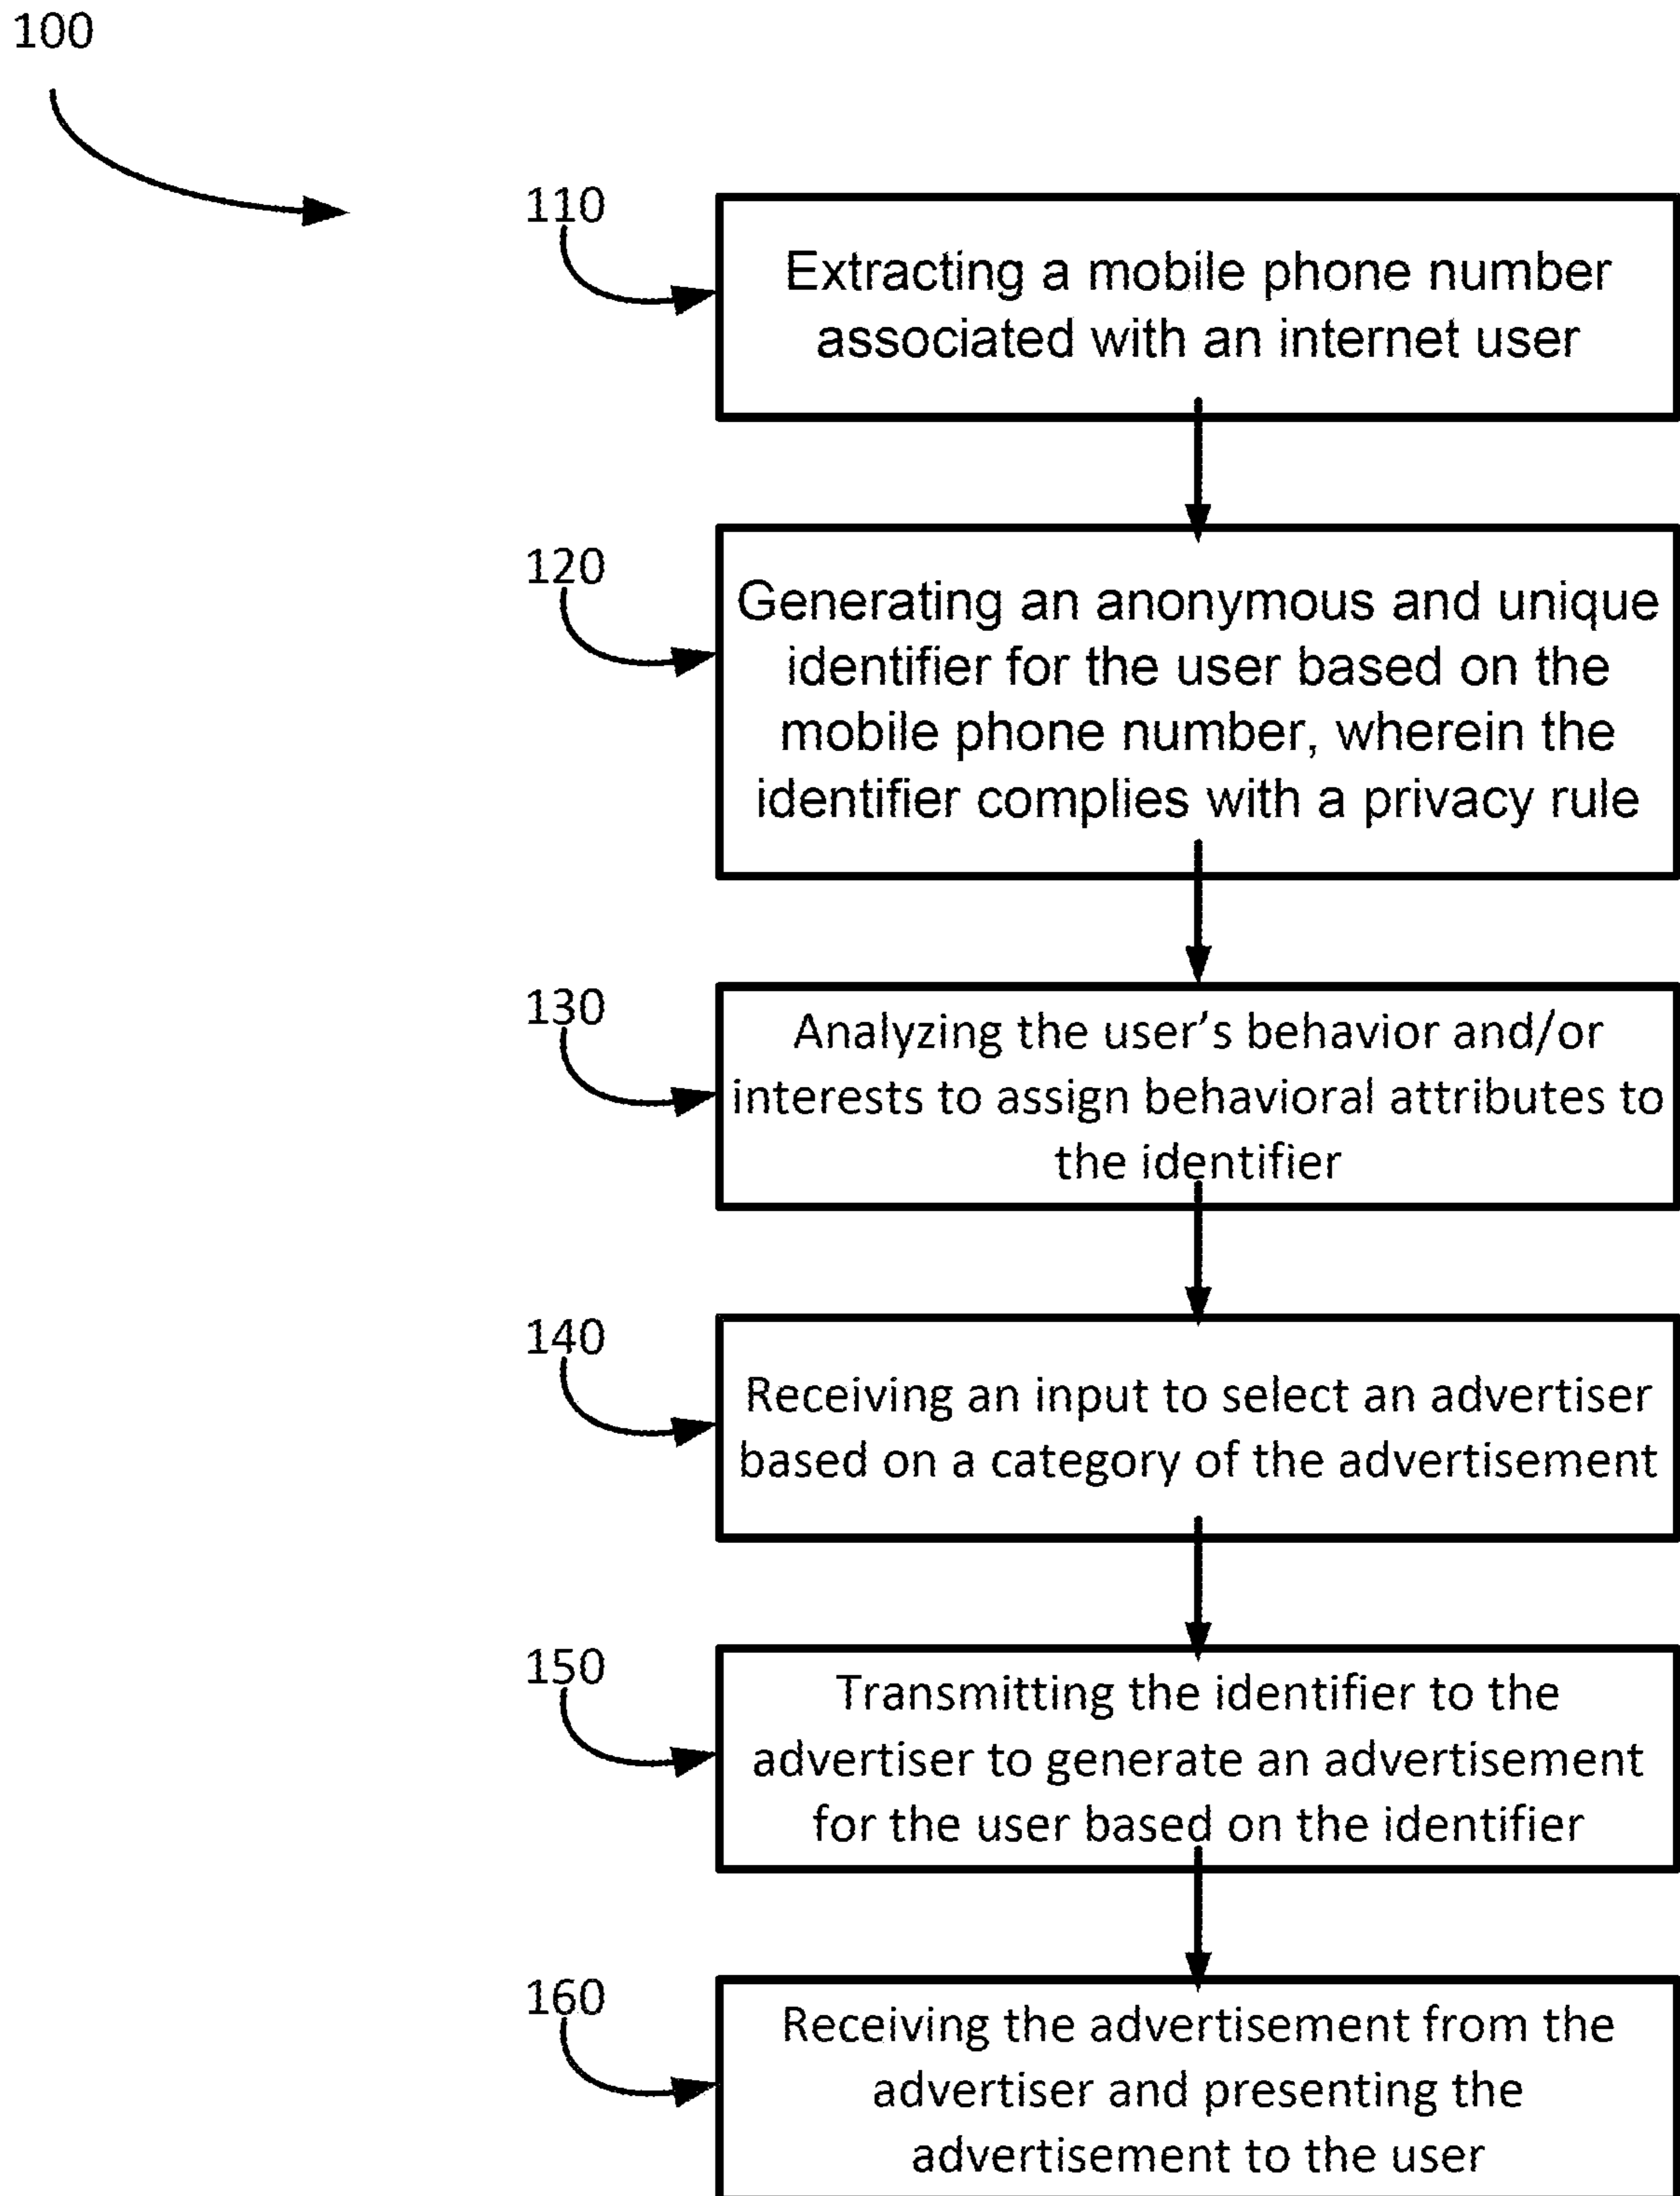 100
110
Extracting a mobile phone number
associated with an internet user
120
Generating an anonymous and unique
identifier for the user based on the
mobile phone number, wherein the
identifier complies with a privacy rule
130
Analyzing the user’s behavior and/or
interests to assign behavioral attributes to
the identifier
140
Receiving an input to select an advertiser
based on a category of the advertisement
150
Transmitting the identifier to the
advertiser to generate an advertisement
for the user based on the identifier
160
Receiving the advertisement from the
advertiser and presenting the
advertisement to the user